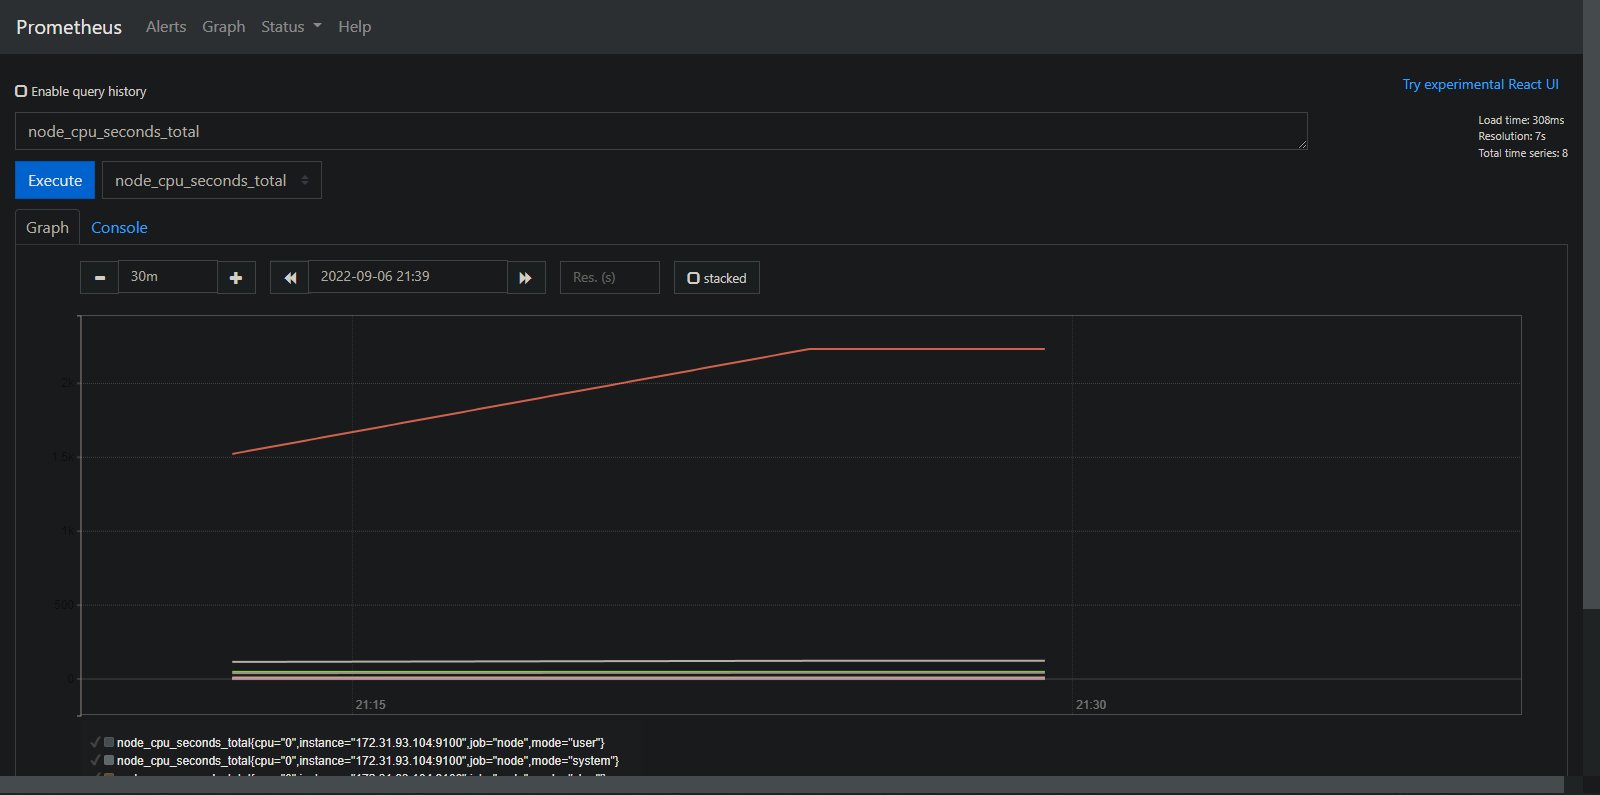 Prometheus Alerts Graph Status Help
Enable query history
Try experimental React UI
node_cpu_seconds_total
Load time: 308ms
Resolution: 7s
Total time series: 8
Execute node_cpu_seconds_total
Graph Console
30m 2022-09-06 21:39 Res. (s) stacked
2k
1.5k
1k
500
0
21:15 21:30
node_cpu_seconds_total{cpu="0",instance="172.31.93.104:9100",job="node",mode="user"}
node_cpu_seconds_total{cpu="0",instance="172.31.93.104:9100",job="node",mode="system"}